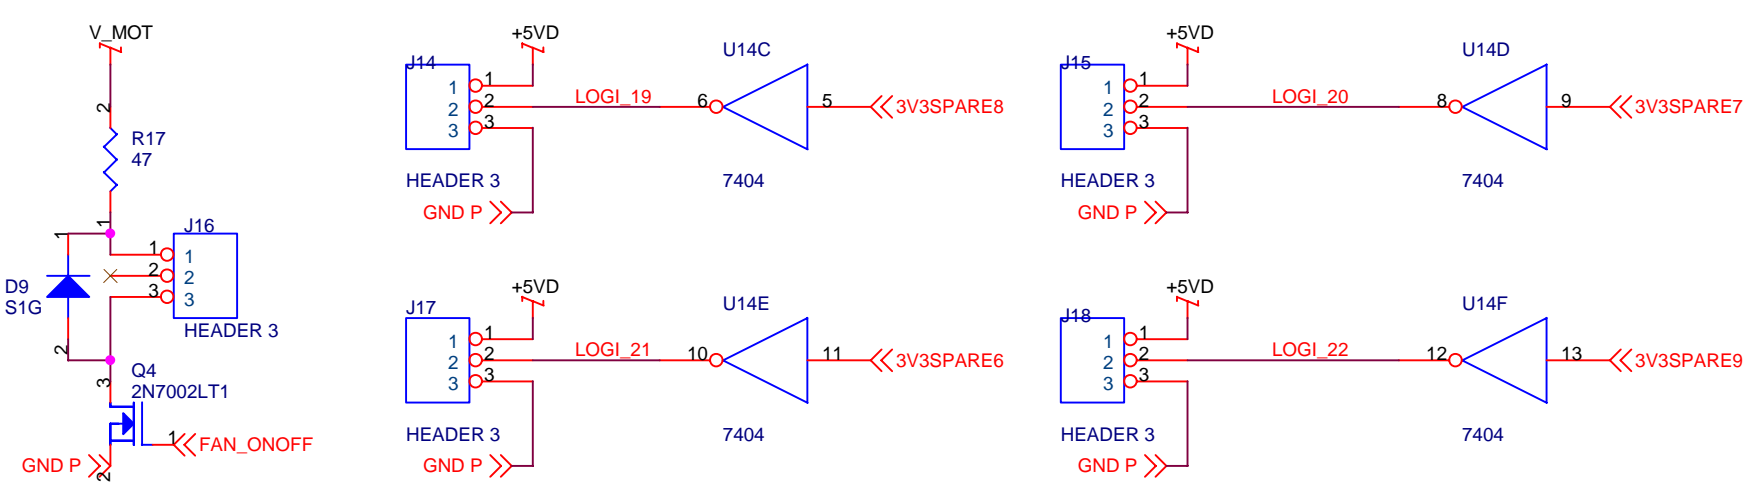 V_MOT
2
R17
47
1
1
J16
1
1
2
2
3
3
HEADER 3
D9
S1G
2
Q4
2N7002LT1
3
1
FAN_ONOFF
GND P
2
+5VD
J14
1
1
2
2
3
3
LOGI_19
HEADER 3
GND P
U14C
6
5
3V3SPARE8
7404
+5VD
J15
1
1
2
2
3
3
LOGI_20
HEADER 3
GND P
U14D
8
9
3V3SPARE7
7404
+5VD
J17
1
1
2
2
3
3
LOGI_21
HEADER 3
GND P
U14E
10
11
3V3SPARE6
7404
+5VD
J18
1
1
2
2
3
3
LOGI_22
HEADER 3
GND P
U14F
12
13
3V3SPARE9
7404